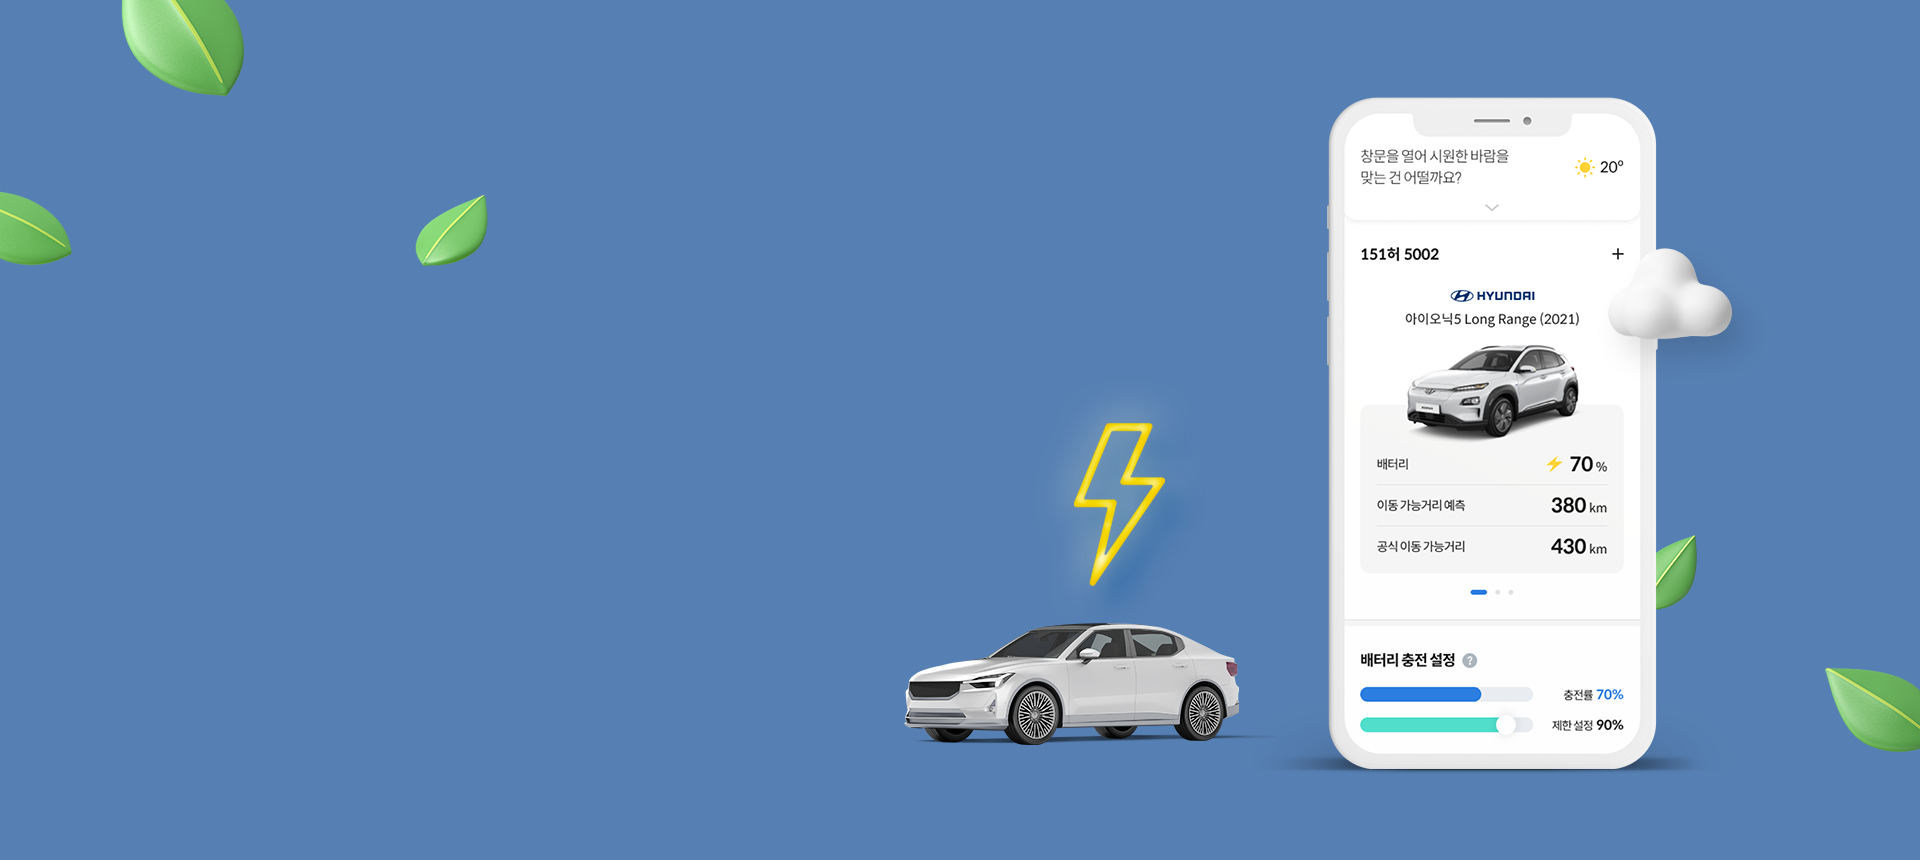 창문을 열어 시원한 바람을
맞는 건 어떨까요?
20º
151허 5002
+
HYUNDAI
아이오닉5 Long Range (2021)
배터리 70 %
이동 가능거리 예측 380 km
공식 이동 가능거리 430 km
배터리 충전 설정 ?
충전률 70%
제한 설정 90%